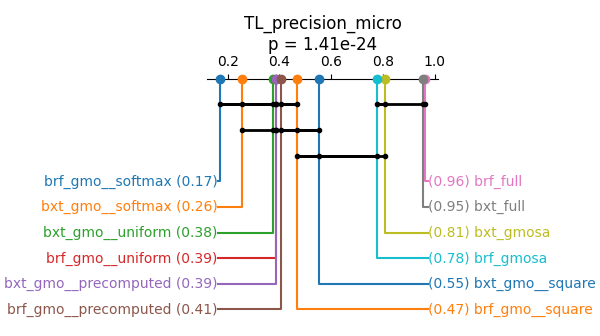 TL_precision_micro
p = 1.41e-24
0.2 0.4 0.6 0.8 1.0
brf_gmo__softmax (0.17) (0.96) brf_full
bxt_gmo__softmax (0.26) (0.95) bxt_full
bxt_gmo__uniform (0.38) (0.81) bxt_gmosa
brf_gmo__uniform (0.39) (0.78) brf_gmosa
bxt_gmo__precomputed (0.39) (0.55) bxt_gmo__square
brf_gmo__precomputed (0.41) (0.47) brf_gmo__square